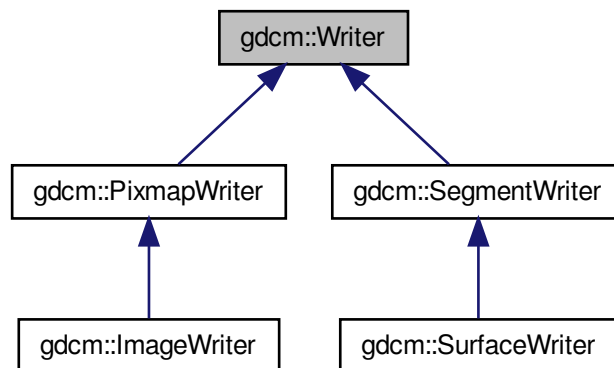 gdcm::Writer
gdcm::PixmapWriter
gdcm::SegmentWriter
gdcm::ImageWriter
gdcm::SurfaceWriter